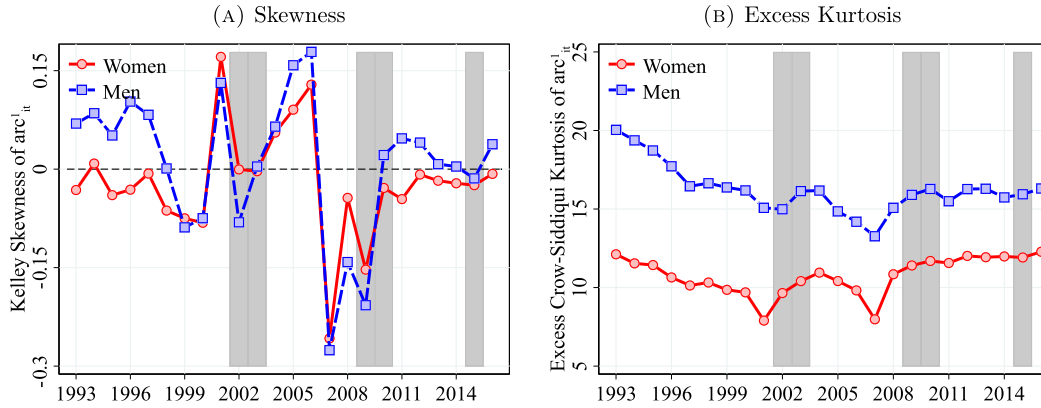 (A) Skewness
Kelley Skewness of arc¹ᵢₜ
0.15
0
-0.15
-0.3
Women
Men
1993 1996 1999 2002 2005 2008 2011 2014
(B) Excess Kurtosis
Excess Crow-Siddiqui Kurtosis of arc¹ᵢₜ
25
20
15
10
5
Women
Men
1993 1996 1999 2002 2005 2008 2011 2014